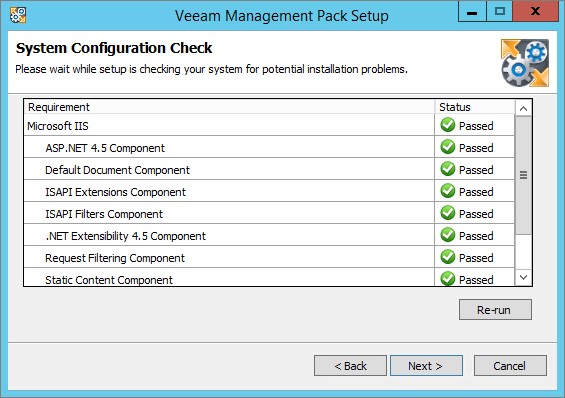 Veeam Management Pack Setup
System Configuration Check
Please wait while setup is checking your system for potential installation problems.
Requirement Status
Microsoft IIS Passed
ASP.NET 4.5 Component Passed
Default Document Component Passed
ISAPI Extensions Component Passed
ISAPI Filters Component Passed
.NET Extensibility 4.5 Component Passed
Request Filtering Component Passed
Static Content Component Passed
Re-run
< Back Next > Cancel